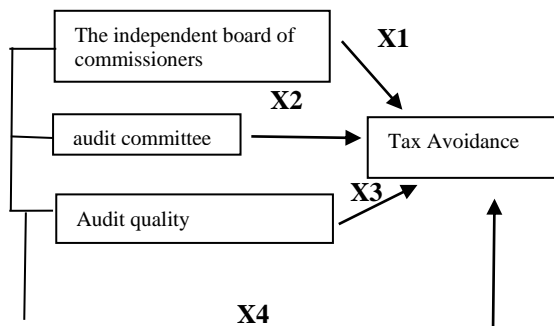 The independent board of
commissioners
X1
X2
audit committee
Tax Avoidance
X3
Audit quality
X4